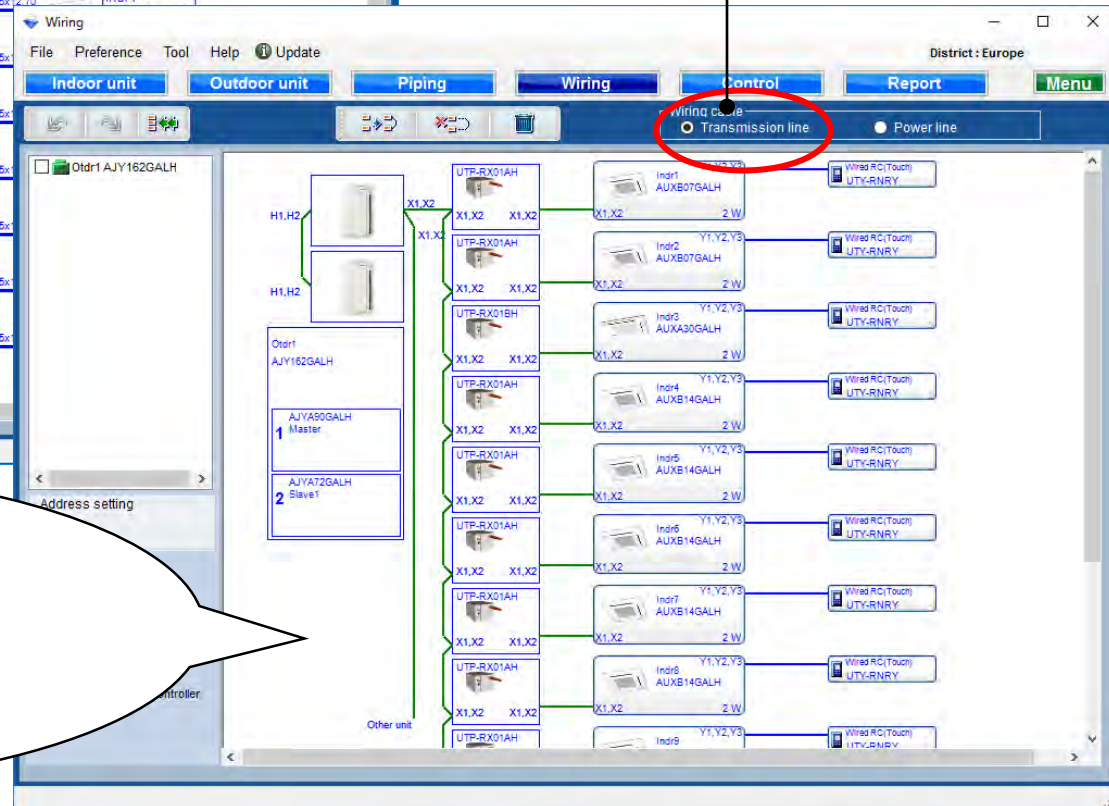 Wiring
File Preference Tool Help Update District : Europe
Indoor unit Outdoor unit Piping Wiring Control Report Menu
Wiring cable
Transmission line Power line
Otdr1 AJY162GALH
Address setting
H1,H2
H1,H2
X1,X2
X1,X2
Otdr1
AJY162GALH
AJYA90GALH
1 Master
AJYA72GALH
2 Slave1
Other unit
UTP-RX01AH
X1,X2 X1,X2
Indr1
AUXB07GALH
Y1,Y2,Y3
X1,X2 2 W
Wired RC(Touch)
UTY-RNRY
UTP-RX01AH
X1,X2 X1,X2
Indr2
AUXB07GALH
Y1,Y2,Y3
X1,X2 2 W
Wired RC(Touch)
UTY-RNRY
UTP-RX01BH
X1,X2 X1,X2
Indr3
AUXA30GALH
Y1,Y2,Y3
X1,X2 2 W
Wired RC(Touch)
UTY-RNRY
UTP-RX01AH
X1,X2 X1,X2
Indr4
AUXB14GALH
Y1,Y2,Y3
X1,X2 2 W
Wired RC(Touch)
UTY-RNRY
UTP-RX01AH
X1,X2 X1,X2
Indr5
AUXB14GALH
Y1,Y2,Y3
X1,X2 2 W
Wired RC(Touch)
UTY-RNRY
UTP-RX01AH
X1,X2 X1,X2
Indr6
AUXB14GALH
Y1,Y2,Y3
X1,X2 2 W
Wired RC(Touch)
UTY-RNRY
UTP-RX01AH
X1,X2 X1,X2
Indr7
AUXB14GALH
Y1,Y2,Y3
X1,X2 2 W
Wired RC(Touch)
UTY-RNRY
UTP-RX01AH
X1,X2 X1,X2
Indr8
AUXB14GALH
Y1,Y2,Y3
X1,X2 2 W
Wired RC(Touch)
UTY-RNRY
UTP-RX01AH
Indr9
Y1,Y2,Y3
Wired RC(Touch)
UTY-RNRY